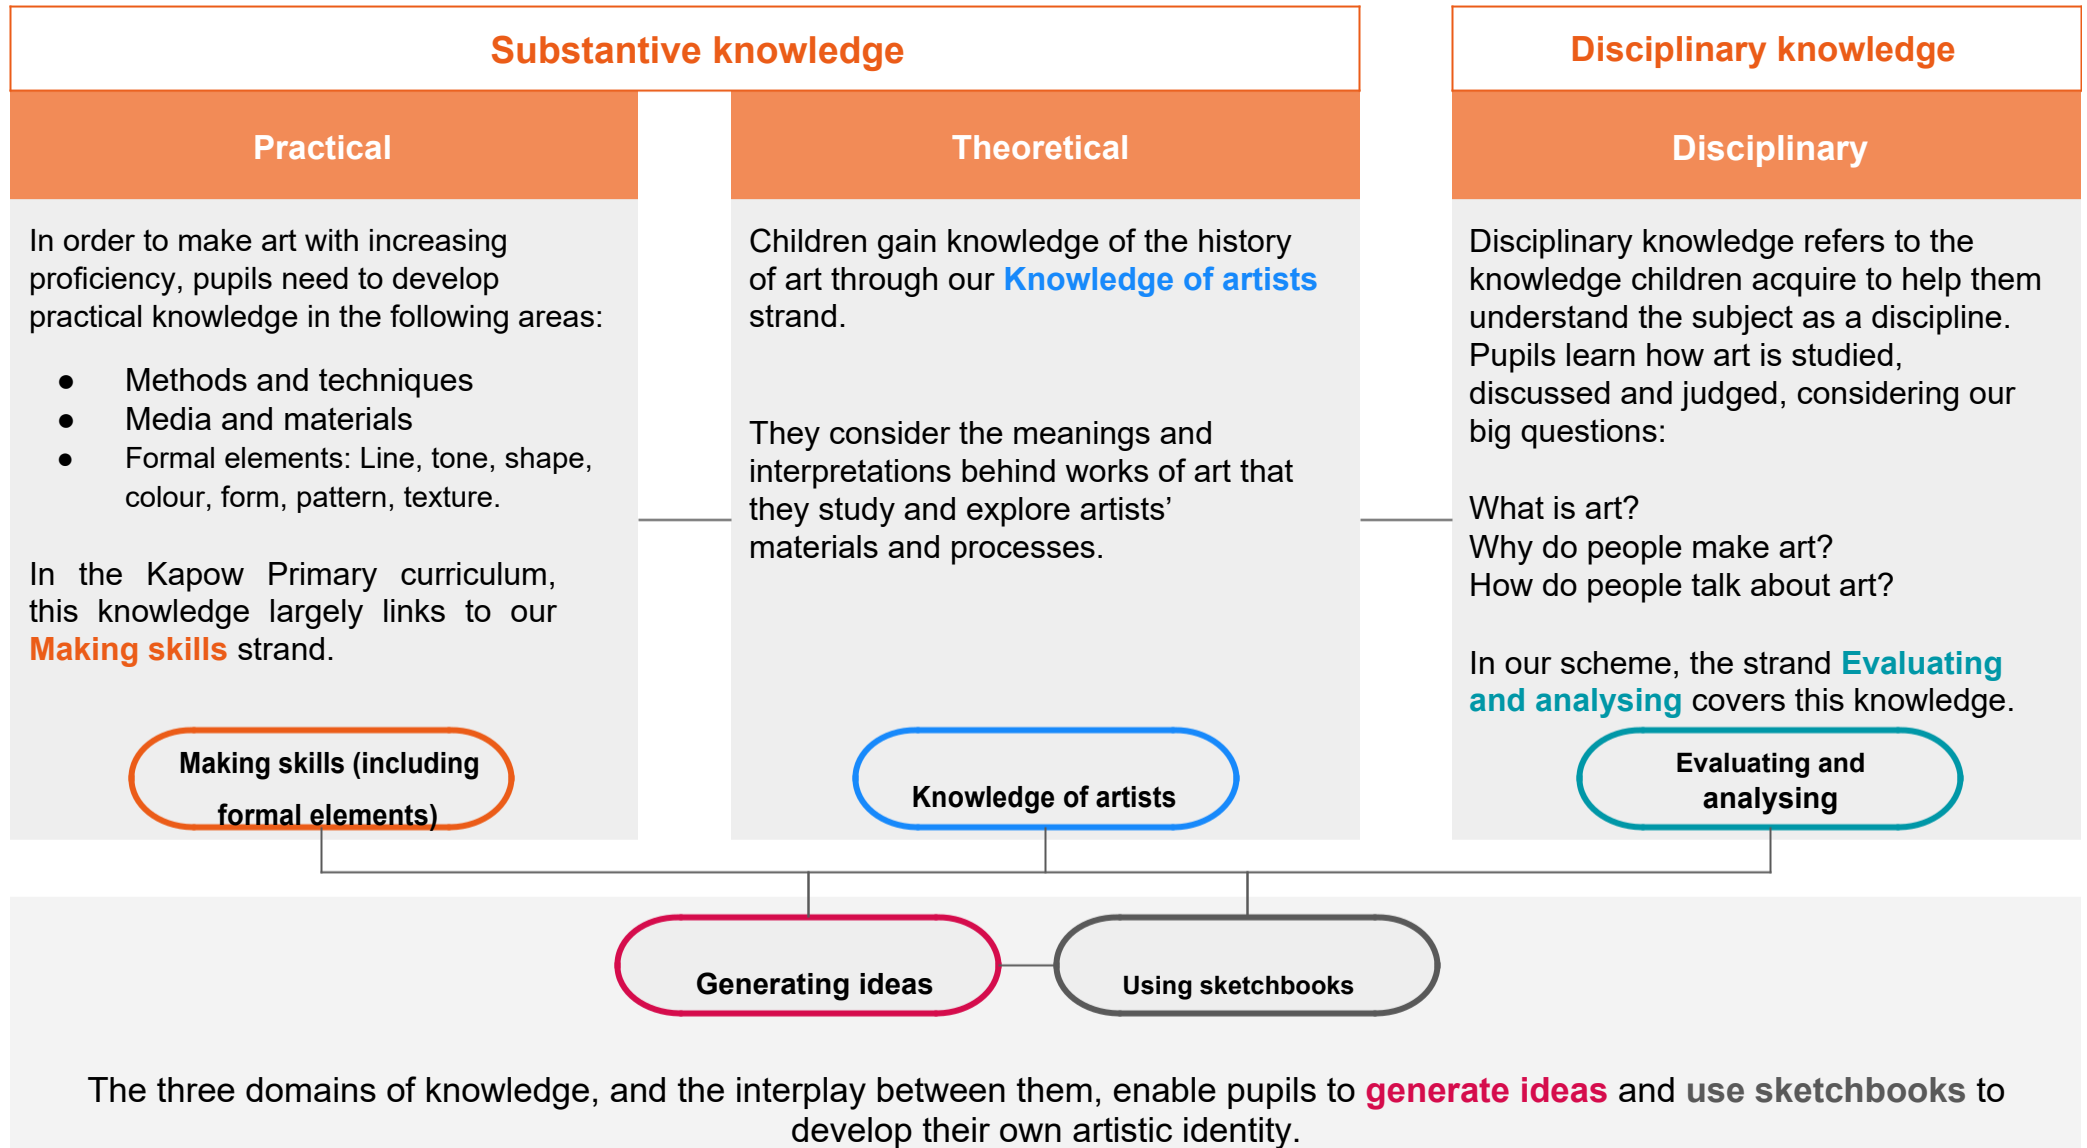 Substantive knowledge
Disciplinary knowledge
Practical
Theoretical
Disciplinary
In order to make art with increasing
proficiency, pupils need to develop
practical knowledge in the following areas:
● Methods and techniques
● Media and materials
● Formal elements: Line, tone, shape,
colour, form, pattern, texture.
In the Kapow Primary curriculum,
this knowledge largely links to our
Making skills strand.
Making skills (including
formal elements)
Children gain knowledge of the history
of art through our Knowledge of artists
strand.
They consider the meanings and
interpretations behind works of art that
they study and explore artists’
materials and processes.
Knowledge of artists
Disciplinary knowledge refers to the
knowledge children acquire to help them
understand the subject as a discipline.
Pupils learn how art is studied,
discussed and judged, considering our
big questions:
What is art?
Why do people make art?
How do people talk about art?
In our scheme, the strand Evaluating
and analysing covers this knowledge.
Evaluating and
analysing
Generating ideas
Using sketchbooks
The three domains of knowledge, and the interplay between them, enable pupils to generate ideas and use sketchbooks to
develop their own artistic identity.